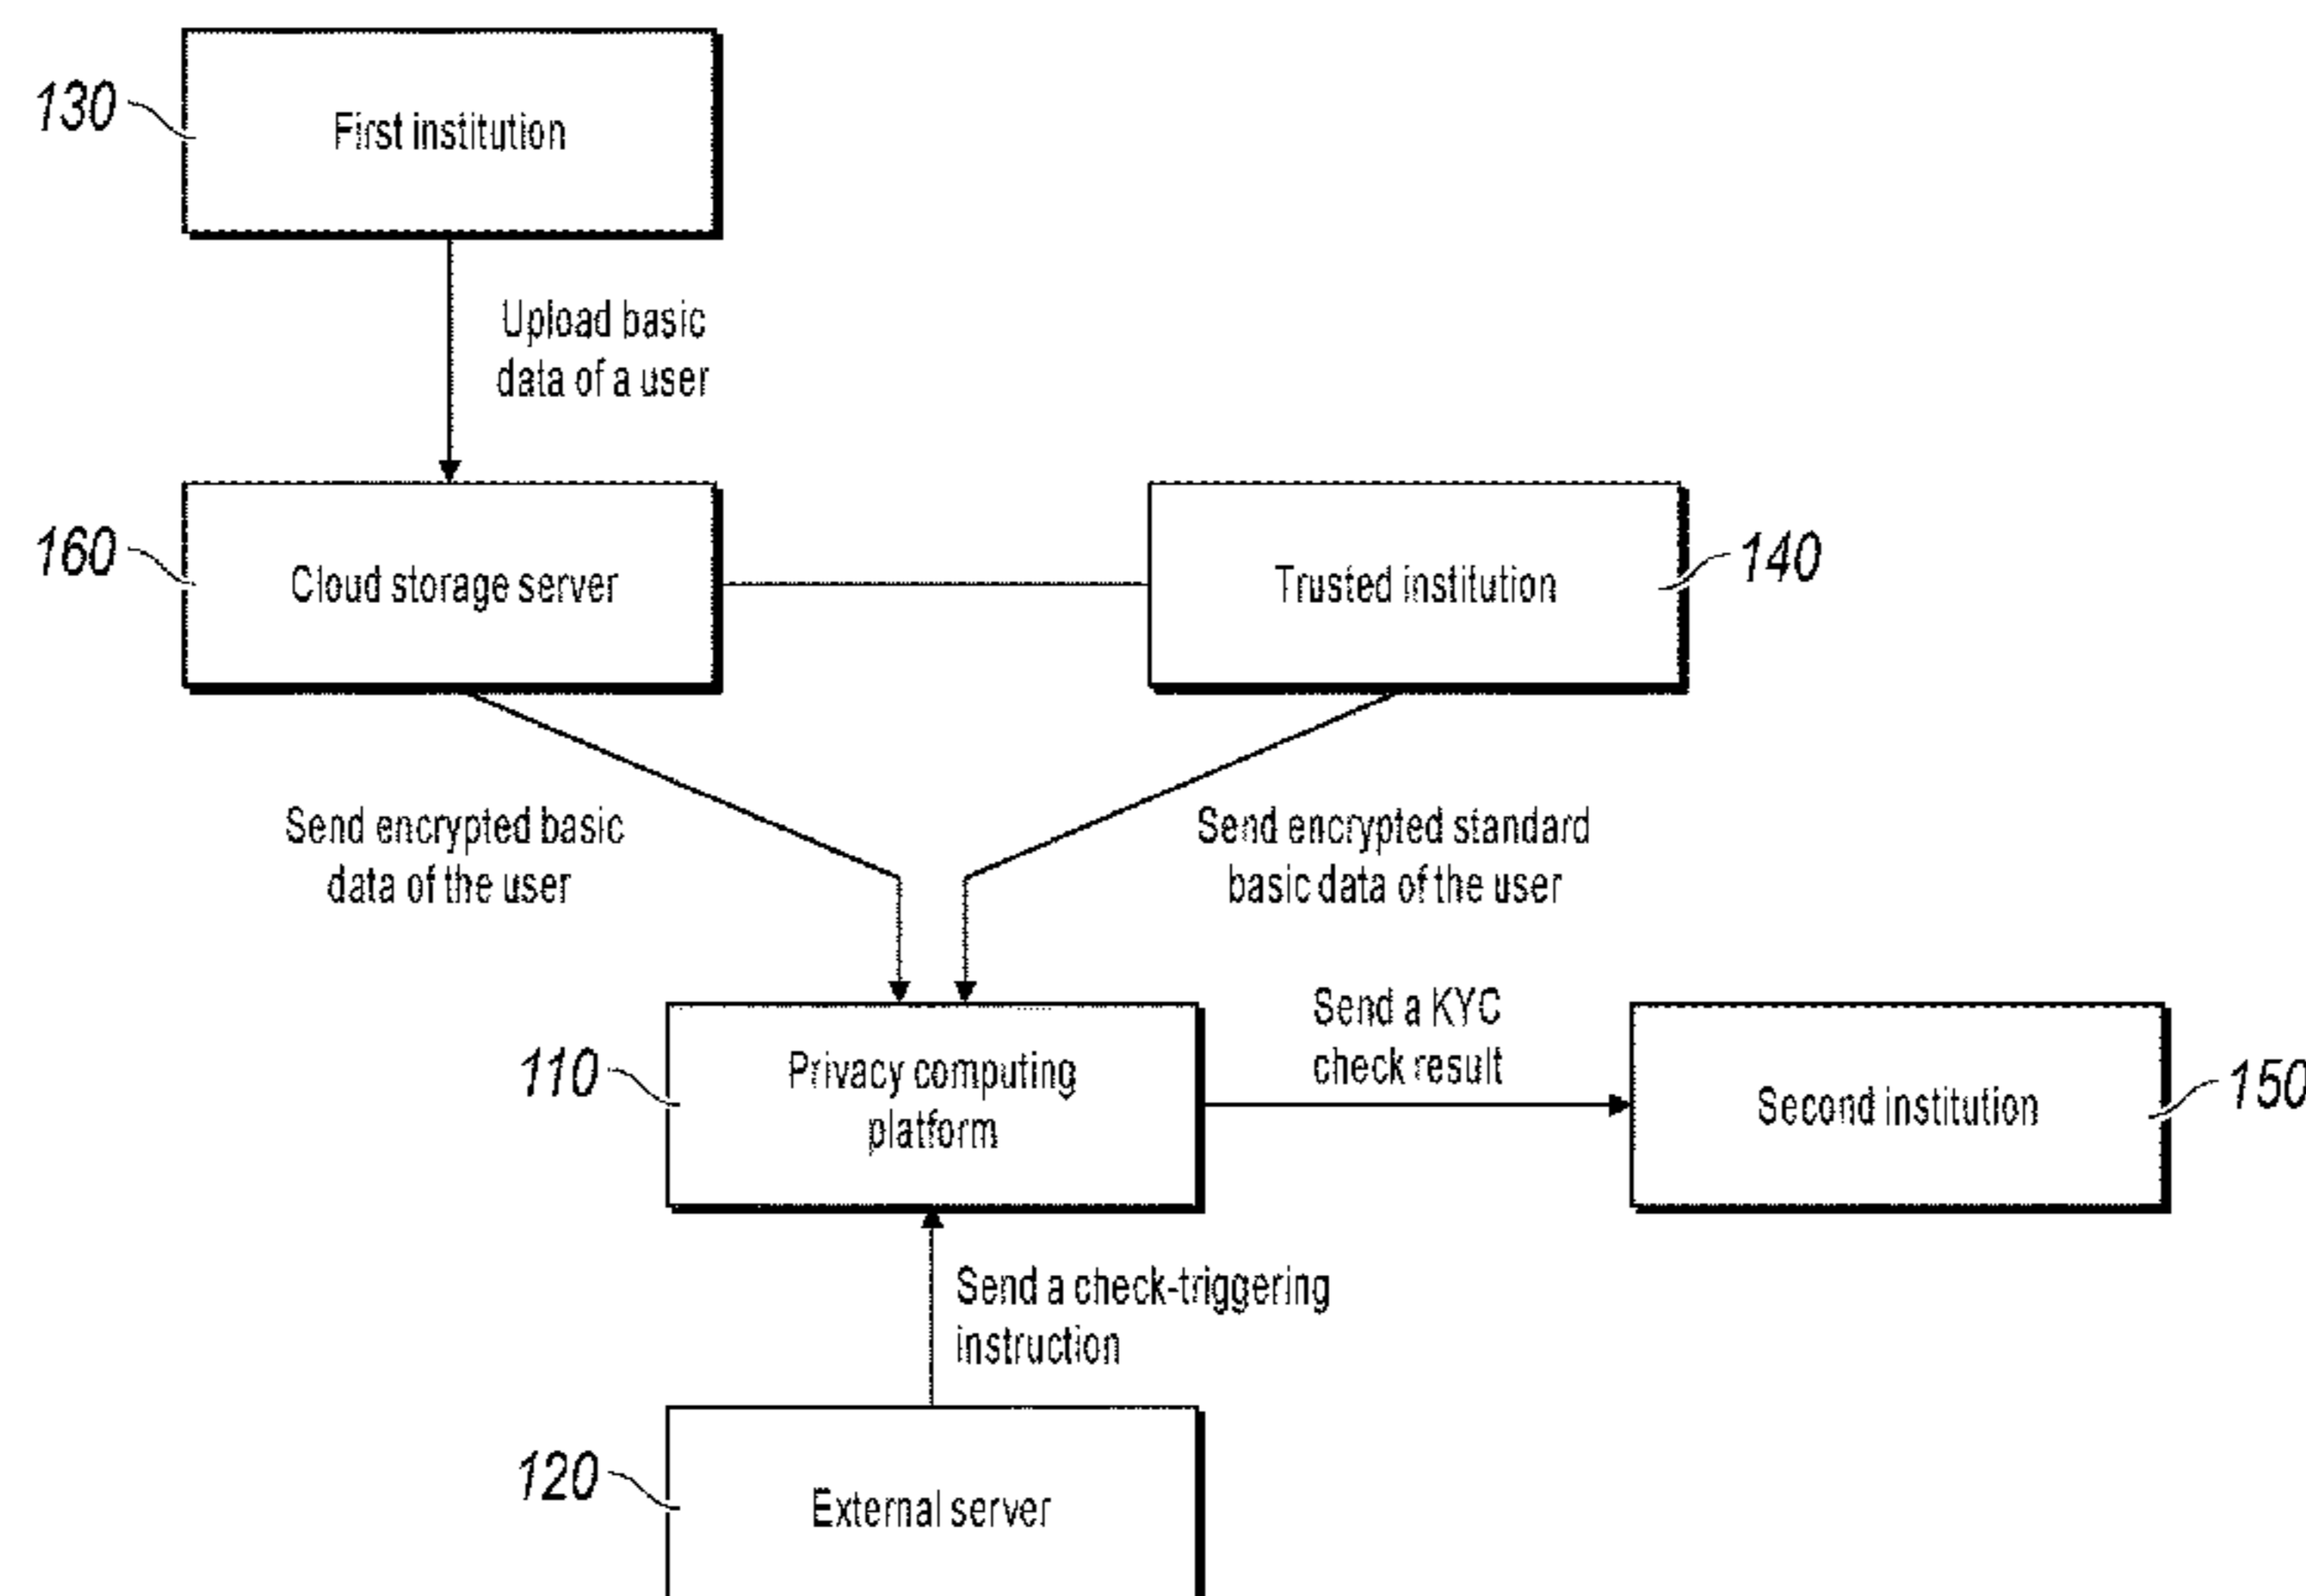 130
First institution
Upload basic
data of a user
160
Cloud storage server
Trusted institution
140
Send encrypted basic
data of the user
Send encrypted standard
basic data of the user
110
Privacy computing
platform
Send a KYC
check result
Second institution
150
Send a check-triggering
instruction
120
External server